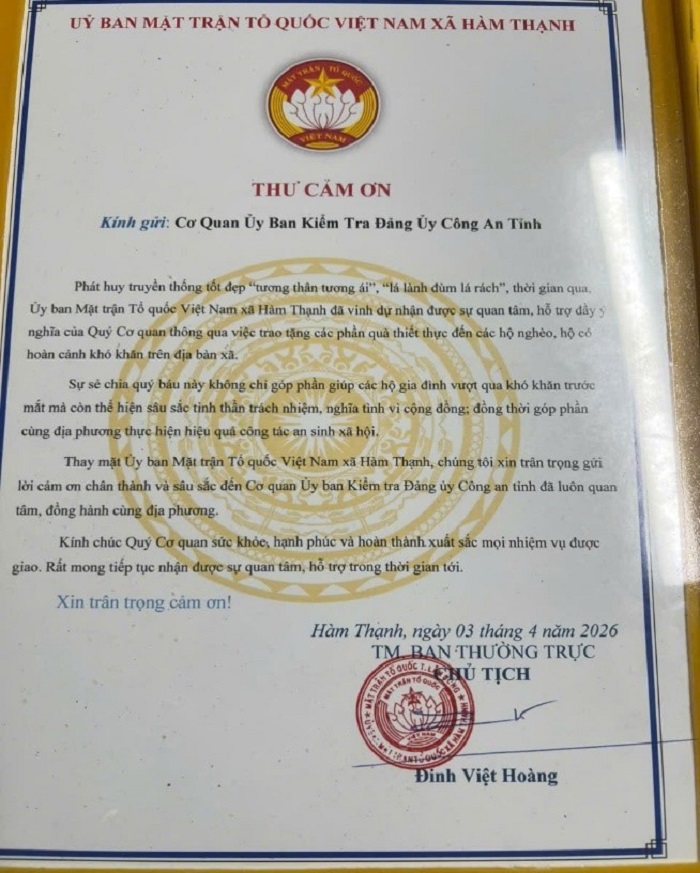 UỶ BAN MẶT TRẬN TỔ QUỐC VIỆT NAM XÃ HÀM THẠNH
MẶT TRẬN TỔ QUỐC
VIỆT NAM
THƯ CẢM ƠN
Kính gửi: Cơ Quan Ủy Ban Kiểm Tra Đảng Ủy Công An Tỉnh
Phát huy truyền thống tốt đẹp “tương thân tương ái”, “lá lành đùm lá rách”, thời gian qua,
Ủy ban Mặt trận Tổ quốc Việt Nam xã Hàm Thạnh đã vinh dự nhận được sự quan tâm, hỗ trợ đầy ý
nghĩa của Quý Cơ quan thông qua việc trao tặng các phần quà thiết thực đến các hộ nghèo, hộ có
hoàn cảnh khó khăn trên địa bàn xã.
Sự sẻ chia quý báu này không chỉ góp phần giúp các hộ gia đình vượt qua khó khăn trước
mắt mà còn thể hiện sâu sắc tinh thần trách nhiệm, nghĩa tình vì cộng đồng; đồng thời góp phần
cùng địa phương thực hiện hiệu quả công tác an sinh xã hội.
Thay mặt Ủy ban Mặt trận Tổ quốc Việt Nam xã Hàm Thạnh, chúng tôi xin trân trọng gửi
lời cảm ơn chân thành và sâu sắc đến Cơ quan Ủy ban Kiểm tra Đảng ủy Công an tỉnh đã luôn quan
tâm, đồng hành cùng địa phương.
Kính chúc Quý Cơ quan sức khỏe, hạnh phúc và hoàn thành xuất sắc mọi nhiệm vụ được
giao. Rất mong tiếp tục nhận được sự quan tâm, hỗ trợ trong thời gian tới.
Xin trân trọng cảm ơn!
Hàm Thạnh, ngày 03 tháng 4 năm 2026
TM. BAN THƯỜNG TRỰC
CHỦ TỊCH
MẶT TRẬN TỔ QUỐC
VIỆT NAM
Đinh Việt Hoàng